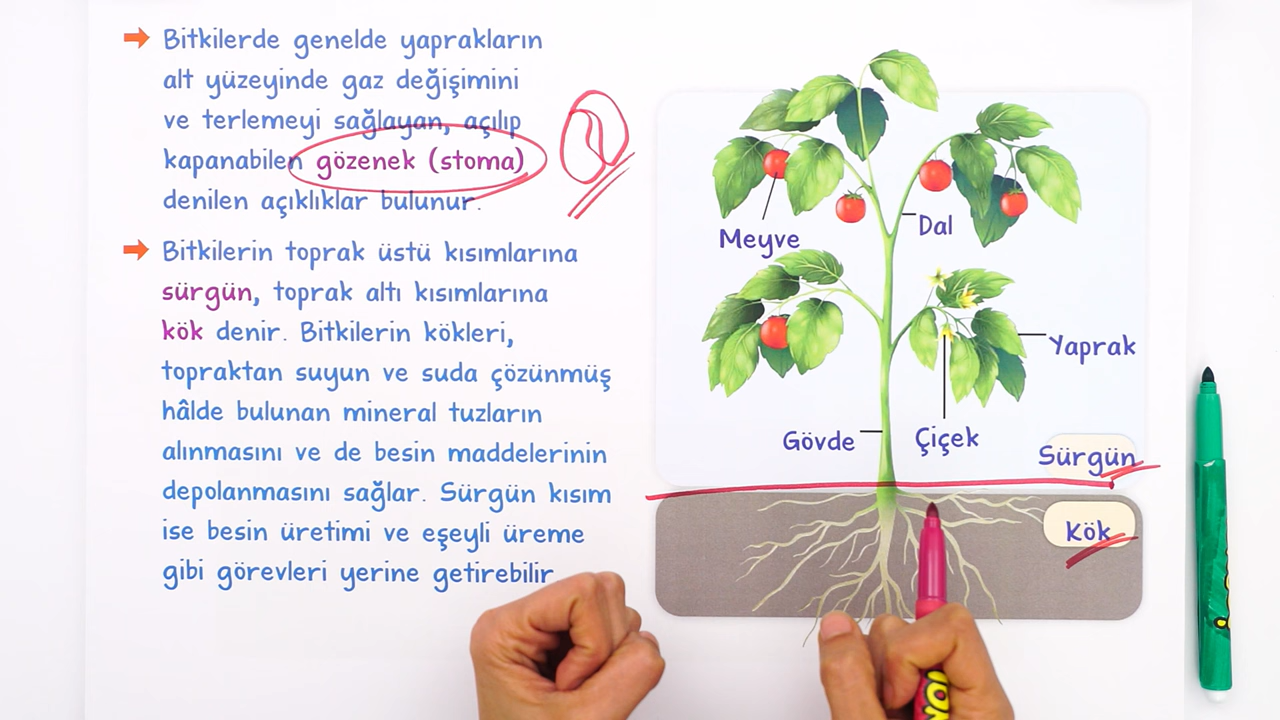 Bitkilerde genelde yaprakların
alt yüzeyinde gaz değişimini
ve terlemeyi sağlayan, açılıp
kapanabilen gözenek (stoma)
denilen açıklıklar bulunur.
Bitkilerin toprak üstü kısımlarına
sürgün, toprak altı kısımlarına
kök denir. Bitkilerin kökleri,
topraktan suyun ve suda çözünmüş
hâlde bulunan mineral tuzların
alınmasını ve de besin maddelerinin
depolanmasını sağlar. Sürgün kısım
ise besin üretimi ve eşeyli üreme
gibi görevleri yerine getirebilir
Meyve
Dal
Yaprak
Gövde
Çiçek
Sürgün
Kök